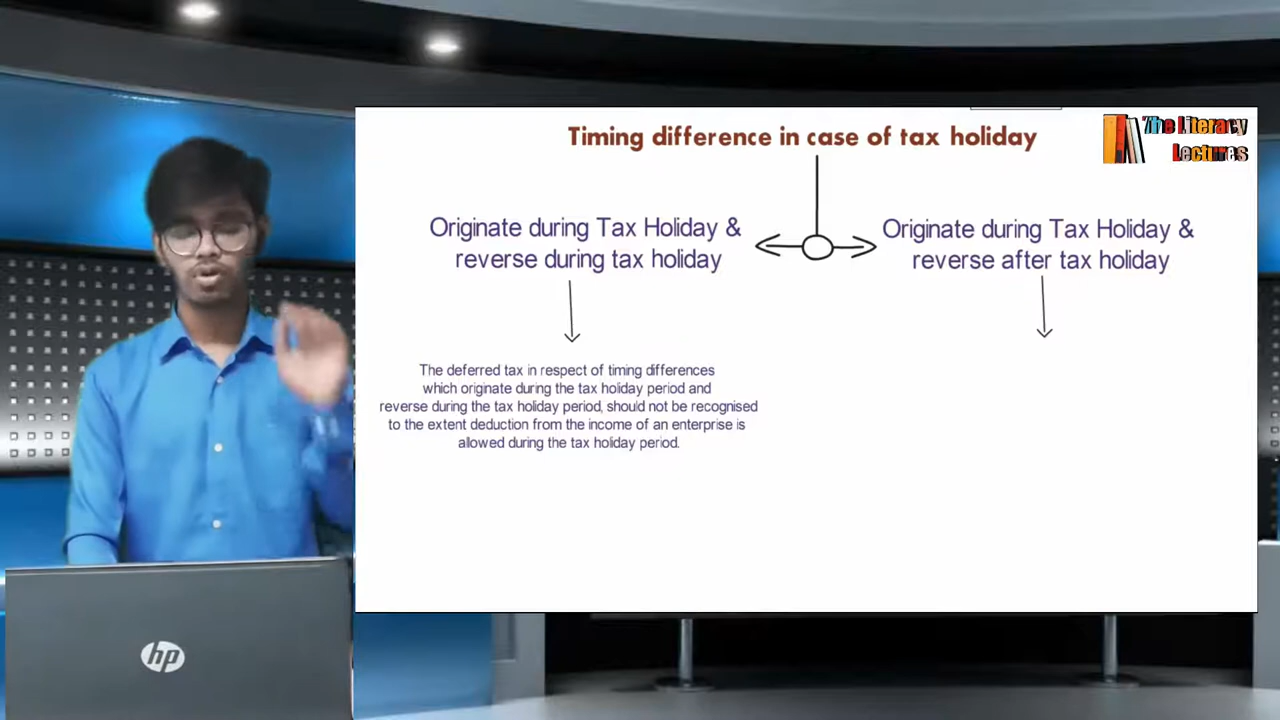 Timing difference in case of tax holiday
The Literacy
Lectures
Originate during Tax Holiday &
reverse during tax holiday
Originate during Tax Holiday &
reverse after tax holiday
The deferred tax in respect of timing differences
which originate during the tax holiday period and
reverse during the tax holiday period, should not be recognised
to the extent deduction from the income of an enterprise is
allowed during the tax holiday period.
hp